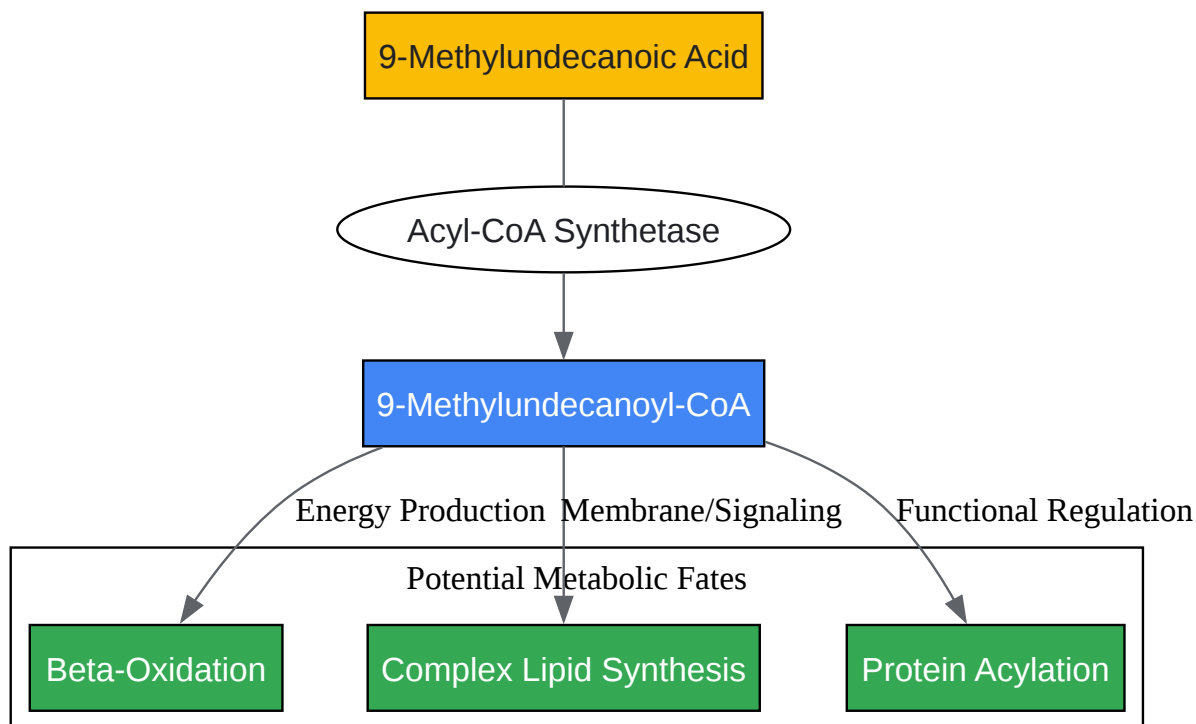 9-Methylundecanoic Acid
Acyl-CoA Synthetase
9-Methylundecanoyl-CoA
Energy Production
Membrane/Signaling
Functional Regulation
Potential Metabolic Fates
Beta-Oxidation
Complex Lipid Synthesis
Protein Acylation